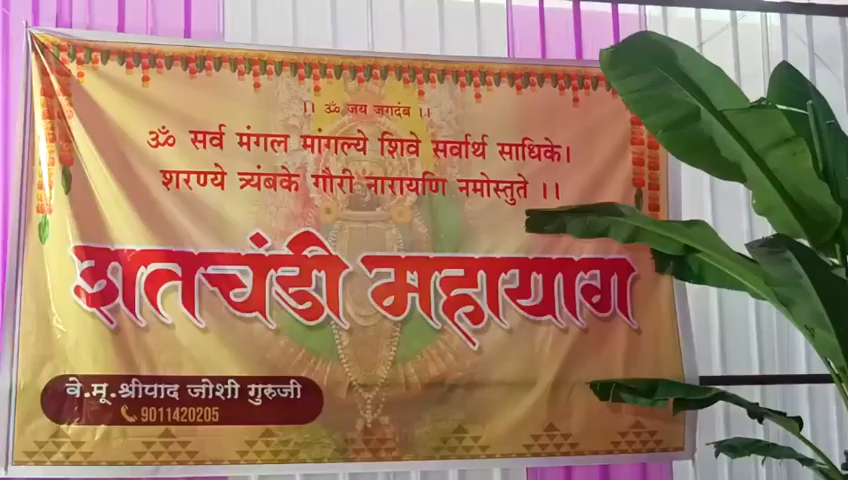 ।। ॐ जय जगदंब ।।
ॐ सर्व मंगल मांगल्ये शिवे सर्वार्थ साधिके।
शरण्ये त्र्यंबके गौरी नारायणि नमोस्तुते ।।
शतचंडी महायाग
वे.मू.श्रीपाद जोशी गुरुजी
9011420205